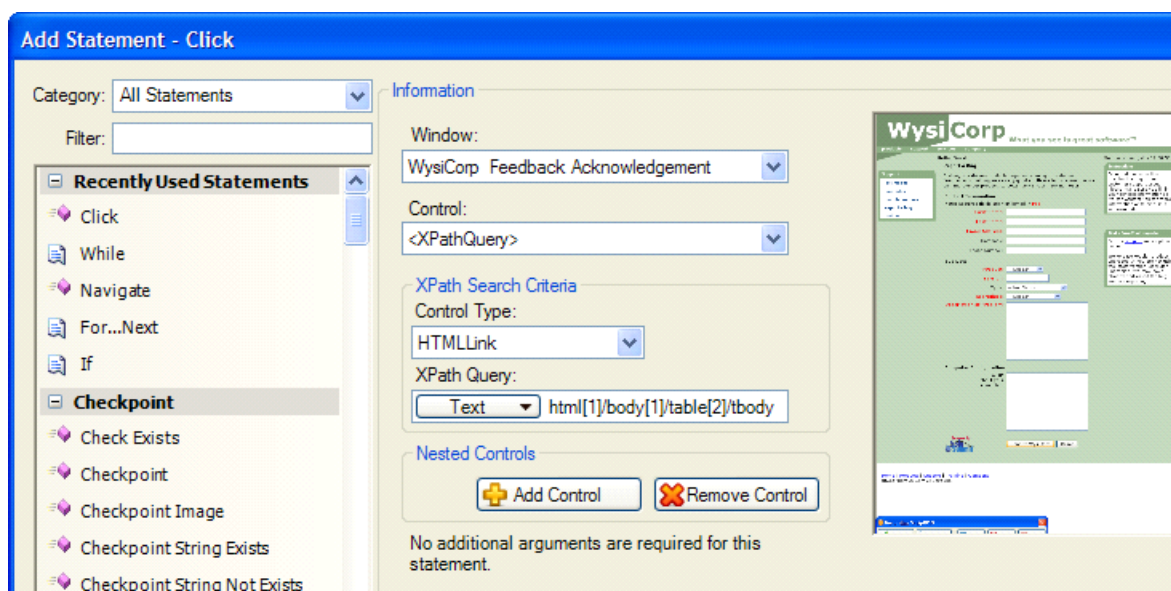 Add Statement - Click
Category: All Statements
Filter:
Recently Used Statements
Click
While
Navigate
For...Next
If
Checkpoint
Check Exists
Checkpoint
Checkpoint Image
Checkpoint String Exists
Checkpoint String Not Exists
Information
Window:
WysiCorp Feedback Acknowledgement
Control:
<XPathQuery>
XPath Search Criteria
Control Type:
HTMLLink
XPath Query:
Text html[1]/body[1]/table[2]/tbody
Nested Controls
Add Control Remove Control
No additional arguments are required for this
statement.
WysiCorp